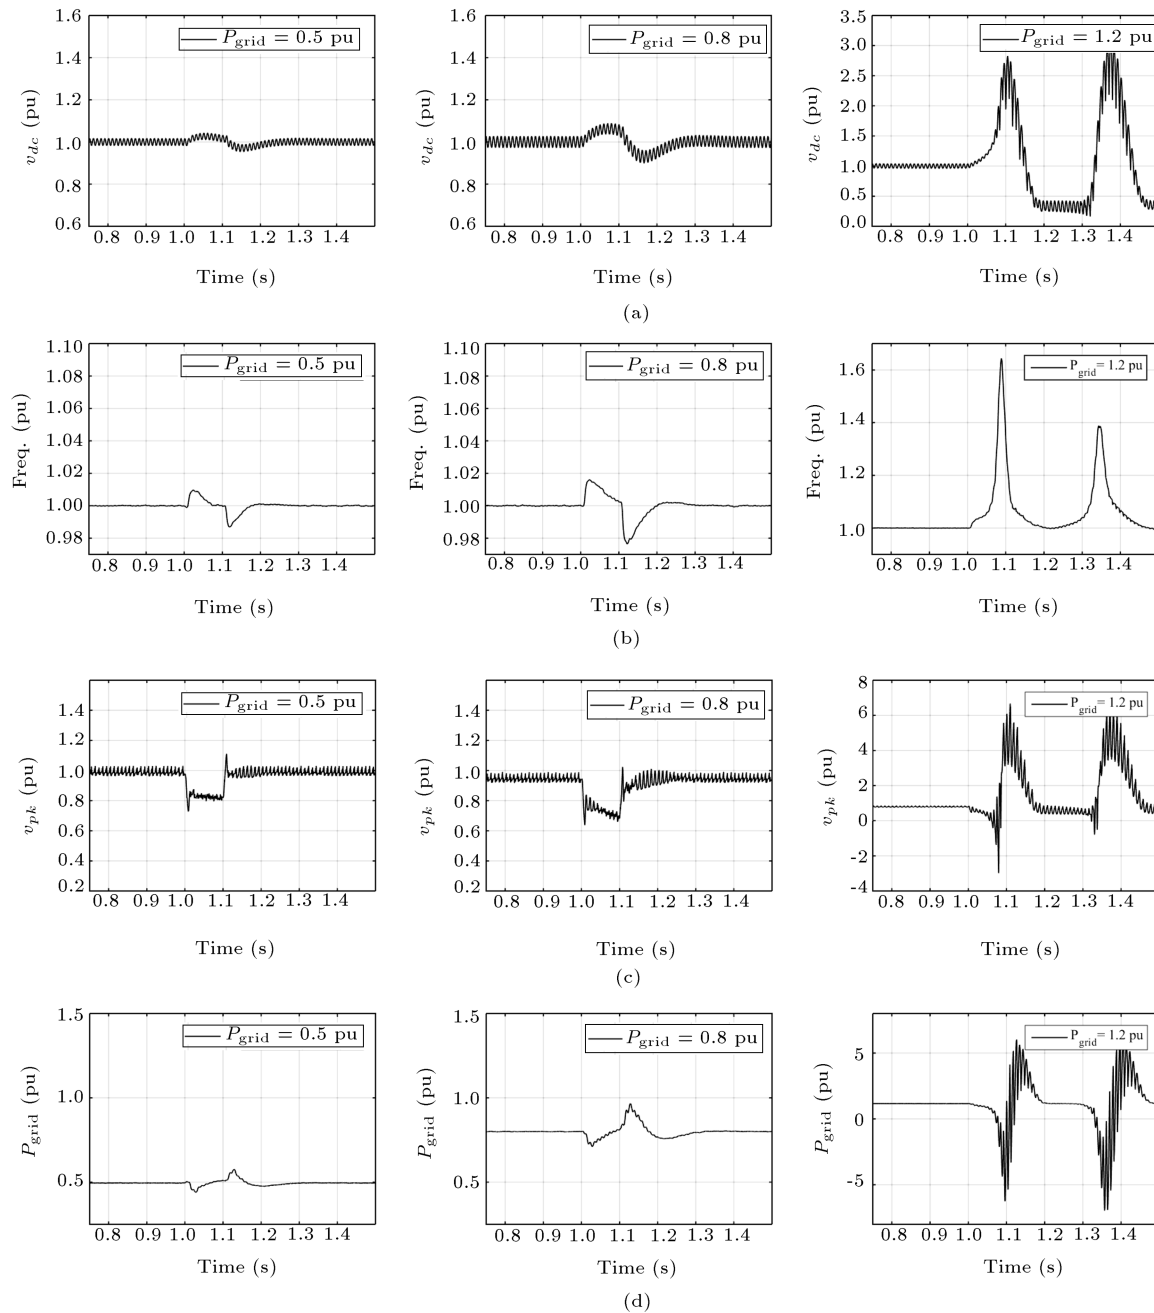 1.6
1.4
1.2
1.0
0.8
0.6
v_dc (pu)
P_grid = 0.5 pu
0.8 0.9 1.0 1.1 1.2 1.3 1.4
Time (s)
1.6
1.4
1.2
1.0
0.8
0.6
v_dc (pu)
P_grid = 0.8 pu
0.8 0.9 1.0 1.1 1.2 1.3 1.4
Time (s)
3.5
3.0
2.5
2.0
1.5
1.0
0.5
0.0
v_dc (pu)
P_grid = 1.2 pu
0.8 0.9 1.0 1.1 1.2 1.3 1.4
Time (s)
(a)
1.10
1.08
1.06
1.04
1.02
1.00
0.98
Freq. (pu)
P_grid = 0.5 pu
0.8 0.9 1.0 1.1 1.2 1.3 1.4
Time (s)
1.10
1.08
1.06
1.04
1.02
1.00
0.98
Freq. (pu)
P_grid = 0.8 pu
0.8 0.9 1.0 1.1 1.2 1.3 1.4
Time (s)
1.6
1.4
1.2
1.0
Freq. (pu)
P_grid = 1.2 pu
0.8 0.9 1.0 1.1 1.2 1.3 1.4
Time (s)
(b)
1.4
1.2
1.0
0.8
0.6
0.4
0.2
v_pk (pu)
P_grid = 0.5 pu
0.8 0.9 1.0 1.1 1.2 1.3 1.4
Time (s)
1.4
1.2
1.0
0.8
0.6
0.4
0.2
v_pk (pu)
P_grid = 0.8 pu
0.8 0.9 1.0 1.1 1.2 1.3 1.4
Time (s)
8
6
4
2
0
-2
-4
v_pk (pu)
P_grid = 1.2 pu
0.8 0.9 1.0 1.1 1.2 1.3 1.4
Time (s)
(c)
1.5
1.0
0.5
P_grid (pu)
P_grid = 0.5 pu
0.8 0.9 1.0 1.1 1.2 1.3 1.4
Time (s)
1.5
1.0
0.5
P_grid (pu)
P_grid = 0.8 pu
0.8 0.9 1.0 1.1 1.2 1.3 1.4
Time (s)
5
0
-5
P_grid (pu)
P_grid = 1.2 pu
0.8 0.9 1.0 1.1 1.2 1.3 1.4
Time (s)
(d)